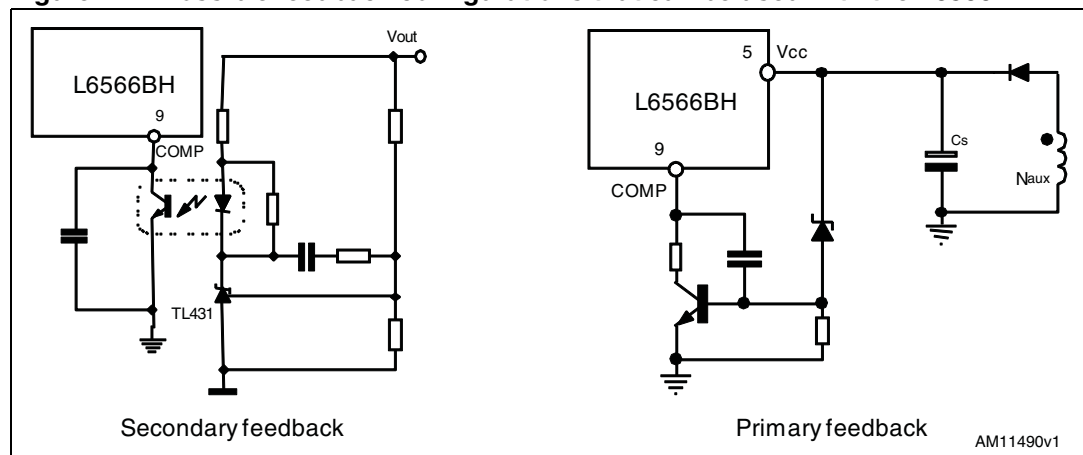 Vout
L6566BH
9
COMP
TL431
Secondary feedback
5
Vcc
L6566BH
9
COMP
Cs
Naux
Primary feedback
AM11490v1